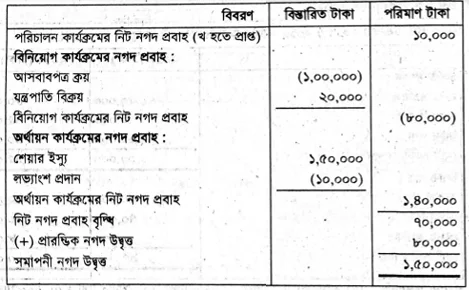 বিবরণ বিস্তারিত টাকা পরিমাণ টাকা
পরিচালন কার্যক্রমের নিট নগদ প্রবাহ (খ হতে প্রাপ্ত) ১০,০০০
বিনিয়োগ কার্যক্রমের নগদ প্রবাহ :
আসবাবপত্র ক্রয় (১,০০,০০০)
যন্ত্রপাতি বিক্রয় ২০,০০০
বিনিয়োগ কার্যক্রমের নিট নগদ প্রবাহ (৮০,০০০)
অর্থায়ন কার্যক্রমের নগদ প্রবাহ :
শেয়ার ইস্যু ১,৫০,০০০
লভ্যাংশ প্রদান (১০,০০০)
অর্থায়ন কার্যক্রমের নিট নগদ প্রবাহ ১,৪০,০০০
নিট নগদ প্রবাহ বৃদ্ধি ৭০,০০০
(+) প্রারম্ভিক নগদ উদ্বৃত্ত ৮০,০০০
সমাপনী নগদ উদ্বৃত্ত ১,৫০,০০০